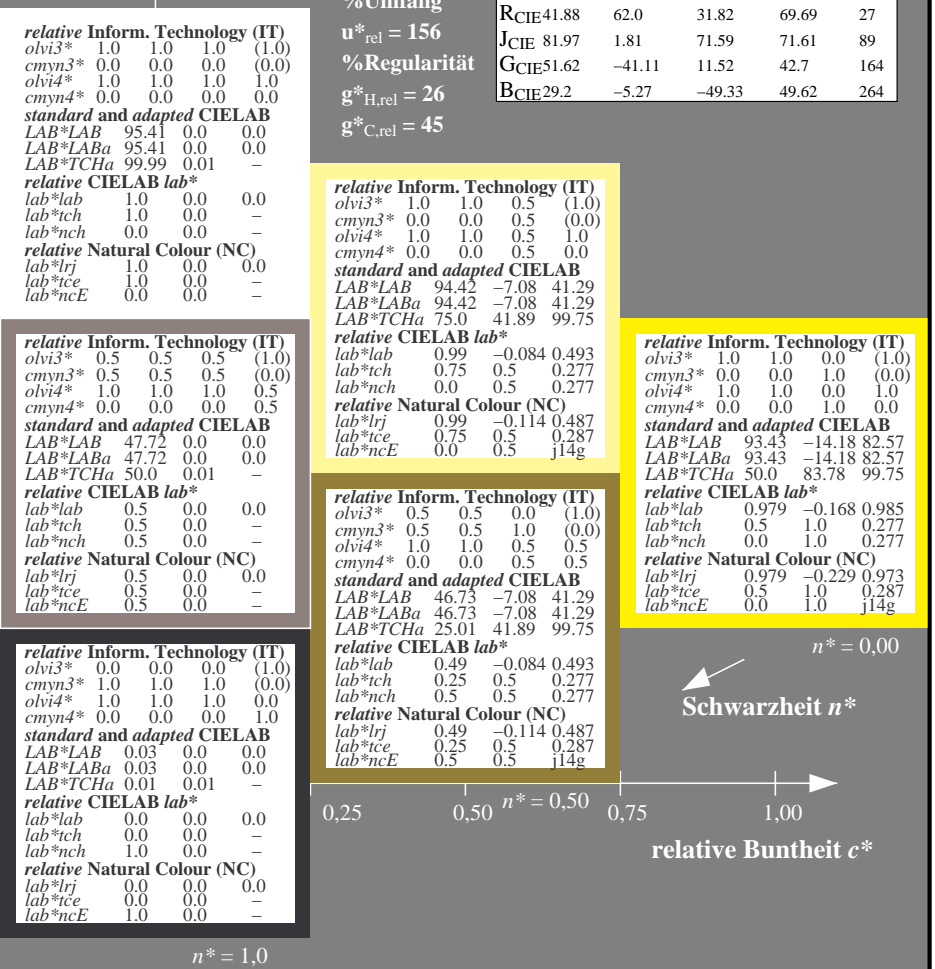 %Umfang
u*rel = 156
%Regularität
g*H,rel = 26
g*C,rel = 45
RCIE 41.88 62.0 31.82 69.69 27
JCIE 81.97 1.81 71.59 71.61 89
GCIE 51.62 −41.11 11.52 42.7 164
BCIE 29.2 −5.27 −49.33 49.62 264
relative Inform. Technology (IT)
olvi3* 1.0 1.0 1.0 (1.0)
cmyn3* 0.0 0.0 0.0 (0.0)
olvi4* 1.0 1.0 1.0 1.0
cmyn4* 0.0 0.0 0.0 0.0
standard and adapted CIELAB
LAB*LAB 95.41 0.0 0.0
LAB*LABa 95.41 0.0 0.0
LAB*TCHa 99.99 0.01 –
relative CIELAB lab*
lab*lab 1.0 0.0 0.0
lab*tch 1.0 0.0 –
lab*nch 0.0 0.0 –
relative Natural Colour (NC)
lab*lrj 1.0 0.0 0.0
lab*tce 1.0 0.0 –
lab*ncE 0.0 0.0 –
relative Inform. Technology (IT)
olvi3* 1.0 1.0 0.5 (1.0)
cmyn3* 0.0 0.0 0.5 (0.0)
olvi4* 1.0 1.0 0.5 1.0
cmyn4* 0.0 0.0 0.5 0.0
standard and adapted CIELAB
LAB*LAB 94.42 −7.08 41.29
LAB*LABa 94.42 −7.08 41.29
LAB*TCHa 75.0 41.89 99.75
relative CIELAB lab*
lab*lab 0.99 −0.084 0.493
lab*tch 0.75 0.5 0.277
lab*nch 0.0 0.5 0.277
relative Natural Colour (NC)
lab*lrj 0.99 −0.114 0.487
lab*tce 0.75 0.5 0.287
lab*ncE 0.0 0.5 j14g
relative Inform. Technology (IT)
olvi3* 0.5 0.5 0.5 (1.0)
cmyn3* 0.5 0.5 0.5 (0.0)
olvi4* 1.0 1.0 1.0 0.5
cmyn4* 0.0 0.0 0.0 0.5
standard and adapted CIELAB
LAB*LAB 47.72 0.0 0.0
LAB*LABa 47.72 0.0 0.0
LAB*TCHa 50.0 0.01 –
relative CIELAB lab*
lab*lab 0.5 0.0 0.0
lab*tch 0.5 0.0 –
lab*nch 0.5 0.0 –
relative Natural Colour (NC)
lab*lrj 0.5 0.0 0.0
lab*tce 0.5 0.0 –
lab*ncE 0.5 0.0 –
relative Inform. Technology (IT)
olvi3* 1.0 1.0 0.0 (1.0)
cmyn3* 0.0 0.0 1.0 (0.0)
olvi4* 1.0 1.0 0.0 1.0
cmyn4* 0.0 0.0 1.0 0.0
standard and adapted CIELAB
LAB*LAB 93.43 −14.18 82.57
LAB*LABa 93.43 −14.18 82.57
LAB*TCHa 50.0 83.78 99.75
relative CIELAB lab*
lab*lab 0.979 −0.168 0.985
lab*tch 0.5 1.0 0.277
lab*nch 0.0 1.0 0.277
relative Natural Colour (NC)
lab*lrj 0.979 −0.229 0.973
lab*tce 0.5 1.0 0.287
lab*ncE 0.0 1.0 j14g
relative Inform. Technology (IT)
olvi3* 0.5 0.5 0.0 (1.0)
cmyn3* 0.5 0.5 1.0 (0.0)
olvi4* 1.0 1.0 0.5 0.5
cmyn4* 0.0 0.0 0.5 0.5
standard and adapted CIELAB
LAB*LAB 46.73 −7.08 41.29
LAB*LABa 46.73 −7.08 41.29
LAB*TCHa 25.01 41.89 99.75
relative CIELAB lab*
lab*lab 0.49 −0.084 0.493
lab*tch 0.25 0.5 0.277
lab*nch 0.5 0.5 0.277
relative Natural Colour (NC)
lab*lrj 0.49 −0.114 0.487
lab*tce 0.25 0.5 0.287
lab*ncE 0.5 0.5 j14g
relative Inform. Technology (IT)
olvi3* 0.0 0.0 0.0 (1.0)
cmyn3* 1.0 1.0 1.0 (0.0)
olvi4* 1.0 1.0 1.0 0.0
cmyn4* 0.0 0.0 0.0 1.0
standard and adapted CIELAB
LAB*LAB 0.03 0.0 0.0
LAB*LABa 0.03 0.0 0.0
LAB*TCHa 0.01 0.01 –
relative CIELAB lab*
lab*lab 0.0 0.0 0.0
lab*tch 0.0 0.0 –
lab*nch 1.0 0.0 –
relative Natural Colour (NC)
lab*lrj 0.0 0.0 0.0
lab*tce 0.0 0.0 –
lab*ncE 1.0 0.0 –
n* = 0,00
Schwarzheit n*
n* = 0,50
0,25 0,50 0,75 1,00
relative Buntheit c*
n* = 1,0